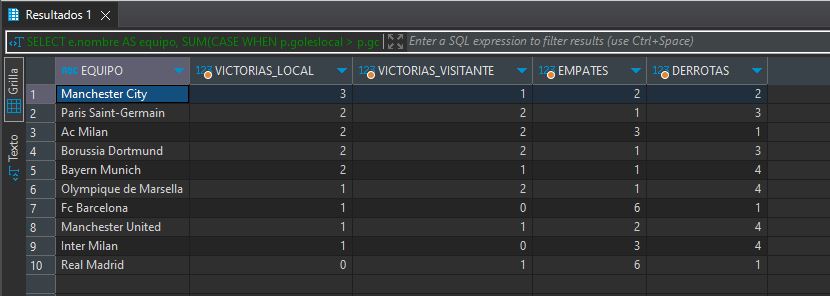 Resultados 1
SELECT e.nombre AS equipo, SUM(CASE WHEN p.goleslocal > p.gc Enter a SQL expression to filter results (use Ctrl+Space)
Grilla
Texto
ABC EQUIPO 123 VICTORIAS_LOCAL 123 VICTORIAS_VISITANTE 123 EMPATES 123 DERROTAS
1 Manchester City 3 1 2 2
2 Paris Saint-Germain 2 2 1 3
3 Ac Milan 2 2 3 1
4 Borussia Dortmund 2 2 1 3
5 Bayern Munich 2 1 1 4
6 Olympique de Marsella 1 2 1 4
7 Fc Barcelona 1 0 6 1
8 Manchester United 1 1 2 4
9 Inter Milan 1 0 3 4
10 Real Madrid 0 1 6 1